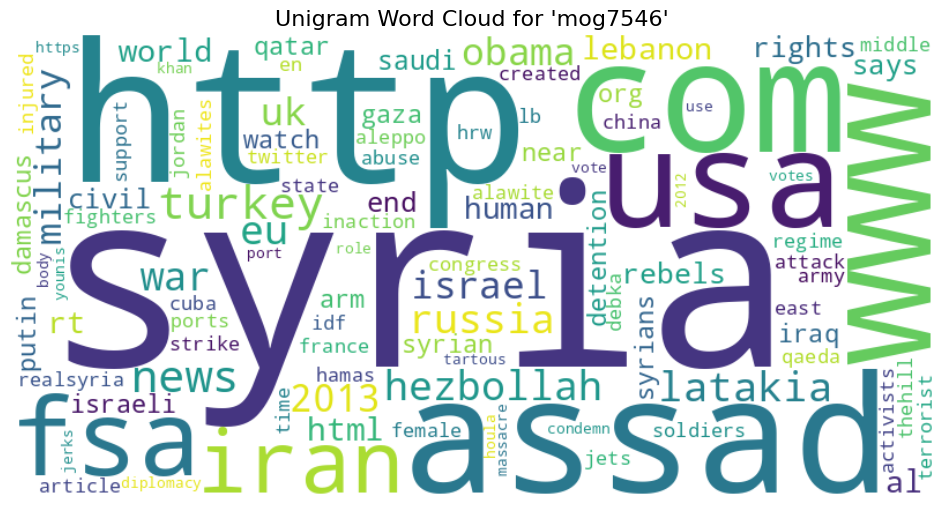 Unigram Word Cloud for 'mog7546'
https
world
qatar
saudi
obama
lebanon
rights
middle
khan
en
created
says
injured
military
http
com
www
support
jordan
alawites
uk
gaza
org
watch
aleppo
hrw
lb
china
use
twitter
abuse
near
usa
vote
votes
damascus
civil
state
alawite
2012
fighters
turkey
end
human
inaction
eu
role
detention
regime
body
younis
port
syria
congress
attack
war
israel
debka
rebels
army
putin
cuba
arm
russia
syrians
east
rt
ports
idf
iraq
strike
france
syrian
tartous
qaeda
realsyria
news
hamas
hezbollah
latakia
israeli
time
2013
activists
thehill
terrorist
fsa
html
female
houla
massacre
condemn
soldiers
jerks
iran
assad
jets
article
diplomacy
al